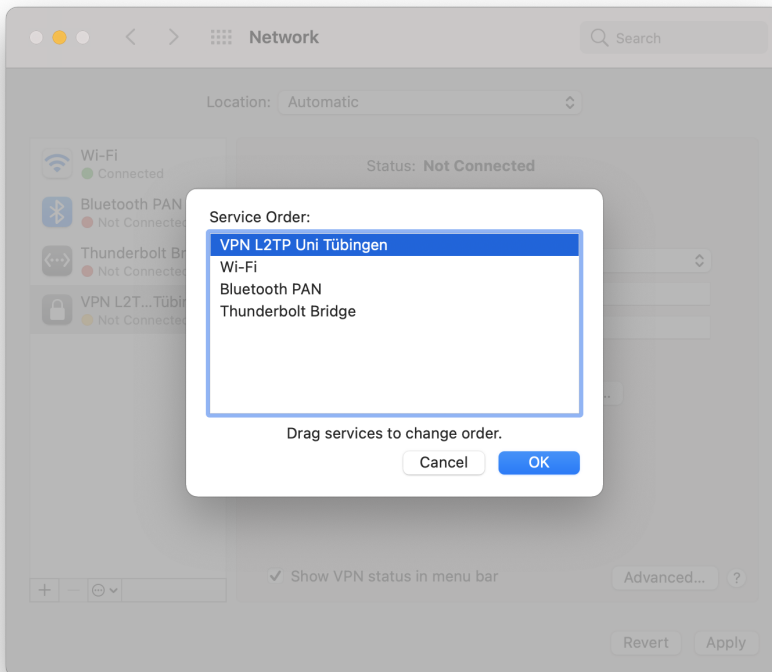 Network
Search
Location: Automatic
Wi-Fi
Connected
Status: Not Connected
Bluetooth PAN
Not Connected
Thunderbolt Br
Not Connected
VPN L2T...Tübin
Not Connected
Service Order:
VPN L2TP Uni Tübingen
Wi-Fi
Bluetooth PAN
Thunderbolt Bridge
Drag services to change order.
Cancel OK
Show VPN status in menu bar
Advanced... ?
Revert Apply